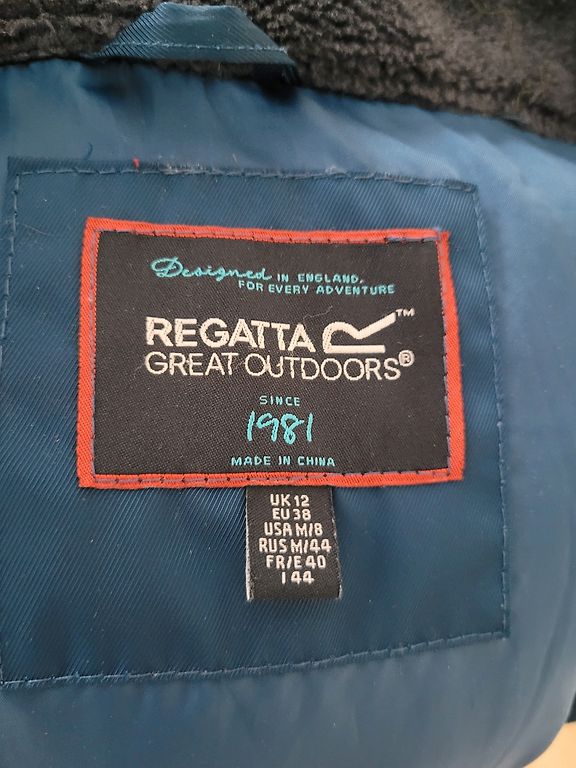 Designed IN ENGLAND,
FOR EVERY ADVENTURE
REGATTA R™
GREAT OUTDOORS®
SINCE
1981
MADE IN CHINA
UK 12
EU 38
USA M/8
RUS M/44
FR/E 40
I 44